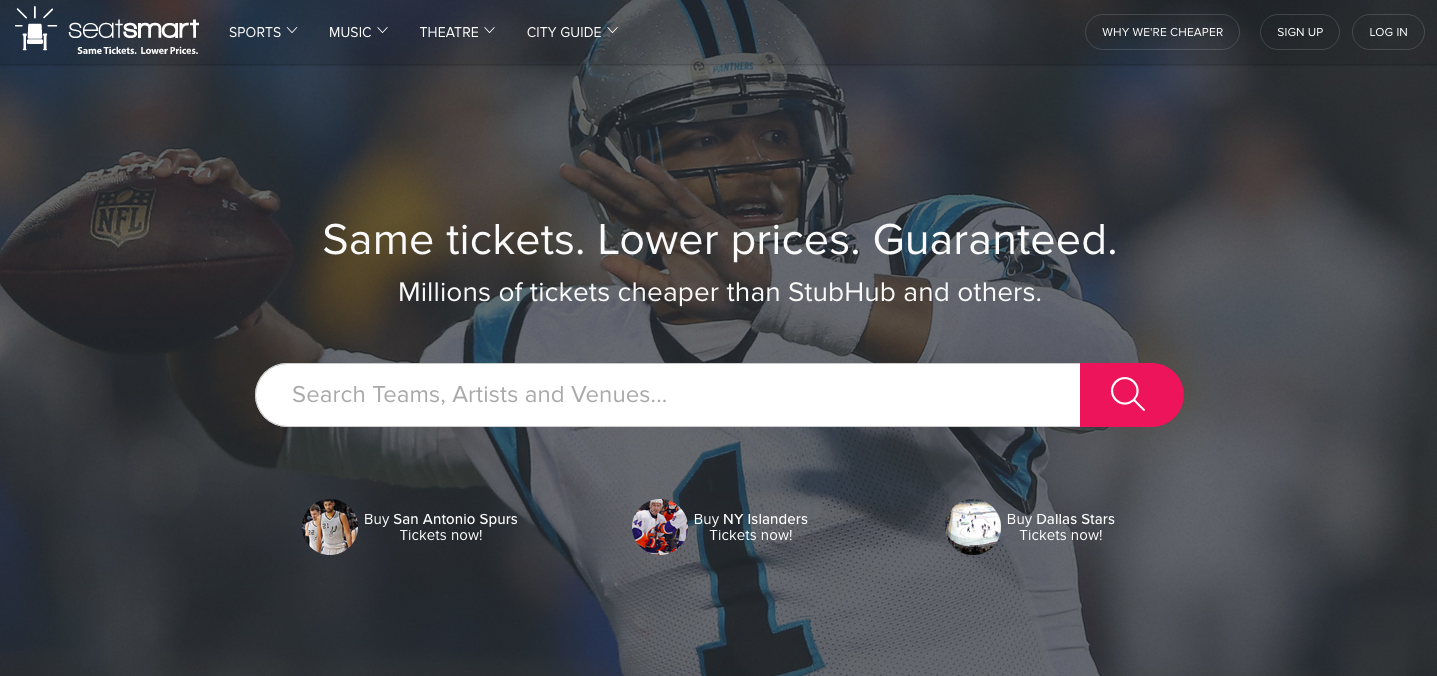 seatsmart
Same Tickets. Lower Prices.
SPORTS
MUSIC
THEATRE
CITY GUIDE
WHY WE'RE CHEAPER
SIGN UP
LOG IN
PANTHERS
NFL
Same tickets. Lower prices. Guaranteed.
Millions of tickets cheaper than StubHub and others.
Search Teams, Artists and Venues...
1
Buy San Antonio Spurs
Tickets now!
Buy NY Islanders
Tickets now!
Buy Dallas Stars
Tickets now!